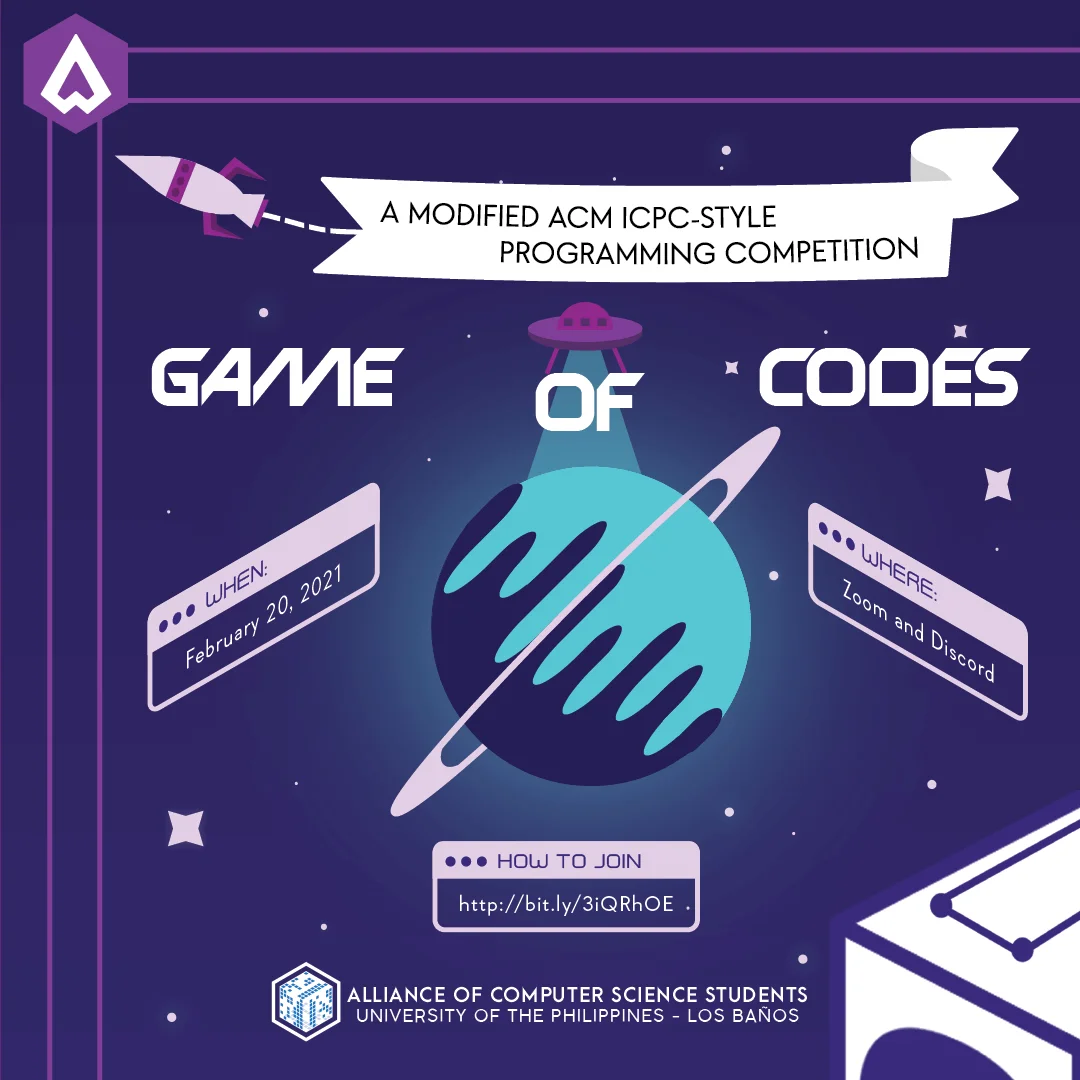 A MODIFIED ACM ICPC-STYLE
PROGRAMMING COMPETITION
GAME OF CODES
WHEN:
February 20, 2021
WHERE:
Zoom and Discord
HOW TO JOIN
http://bit.ly/3iQRhOE
ALLIANCE OF COMPUTER SCIENCE STUDENTS
UNIVERSITY OF THE PHILIPPINES - LOS BAÑOS